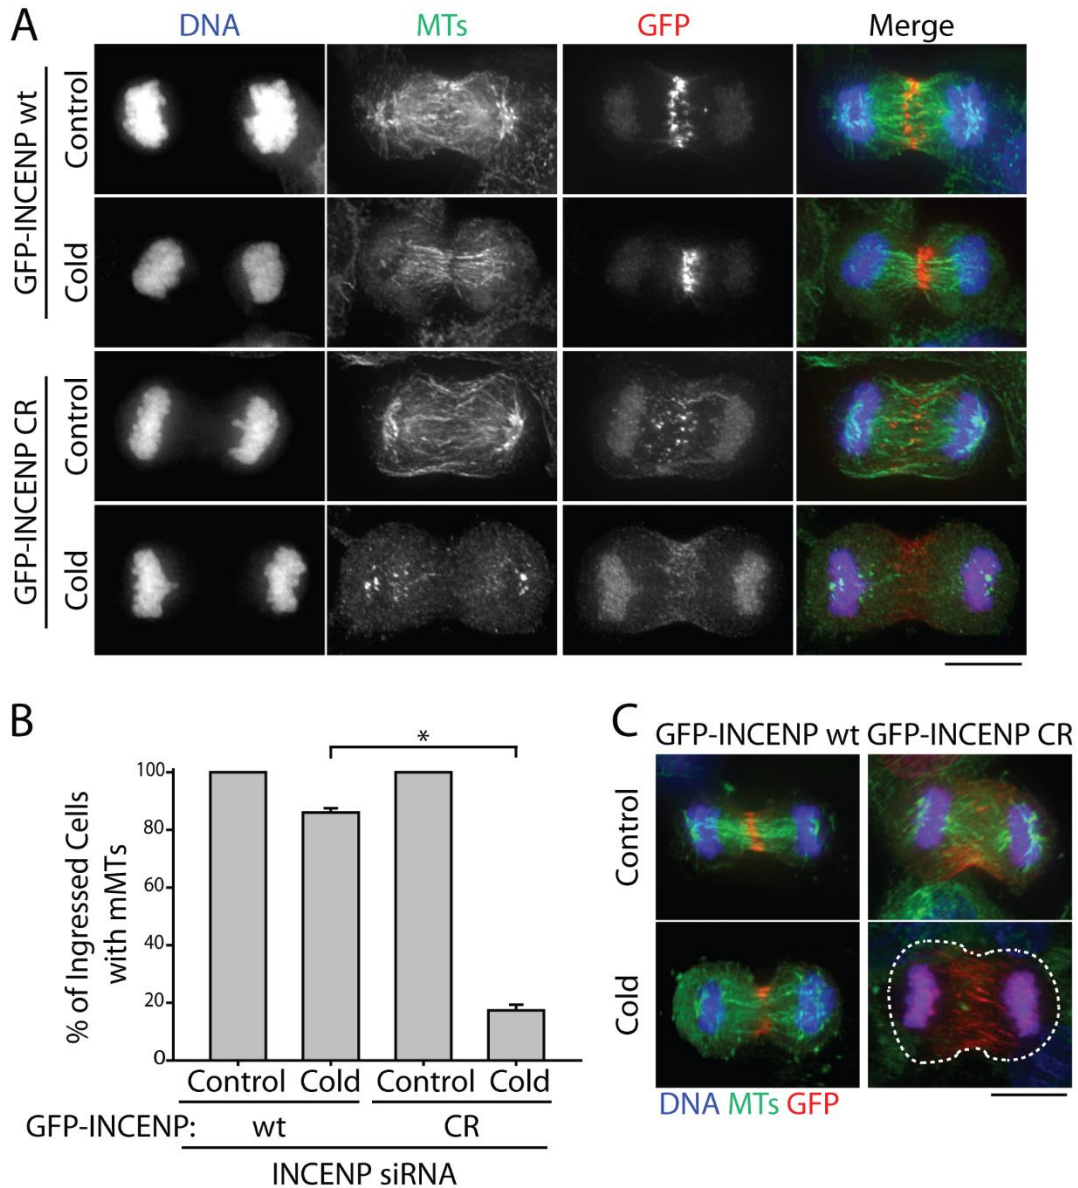 A
DNA MTs GFP Merge
GFP-INCENP wt
Control
Cold
GFP-INCENP CR
Control
Cold
B
*
% of Ingressed Cells
with mMTs
100
80
60
40
20
0
Control Cold Control Cold
GFP-INCENP: wt CR
INCENP siRNA
C
GFP-INCENP wt GFP-INCENP CR
Control
Cold
DNA MTs GFP